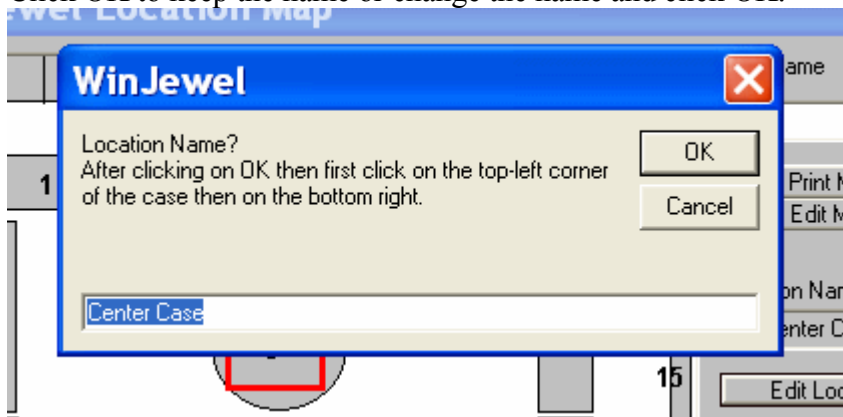 Click OK to keep the name or change the name and click OK.
ewel Location Map
WinJewel
ame
Location Name?
After clicking on OK then first click on the top-left corner
of the case then on the bottom right.
OK
Cancel
1
Print M
Edit M
on Nam
Center Case
enter C
15
Edit Loc